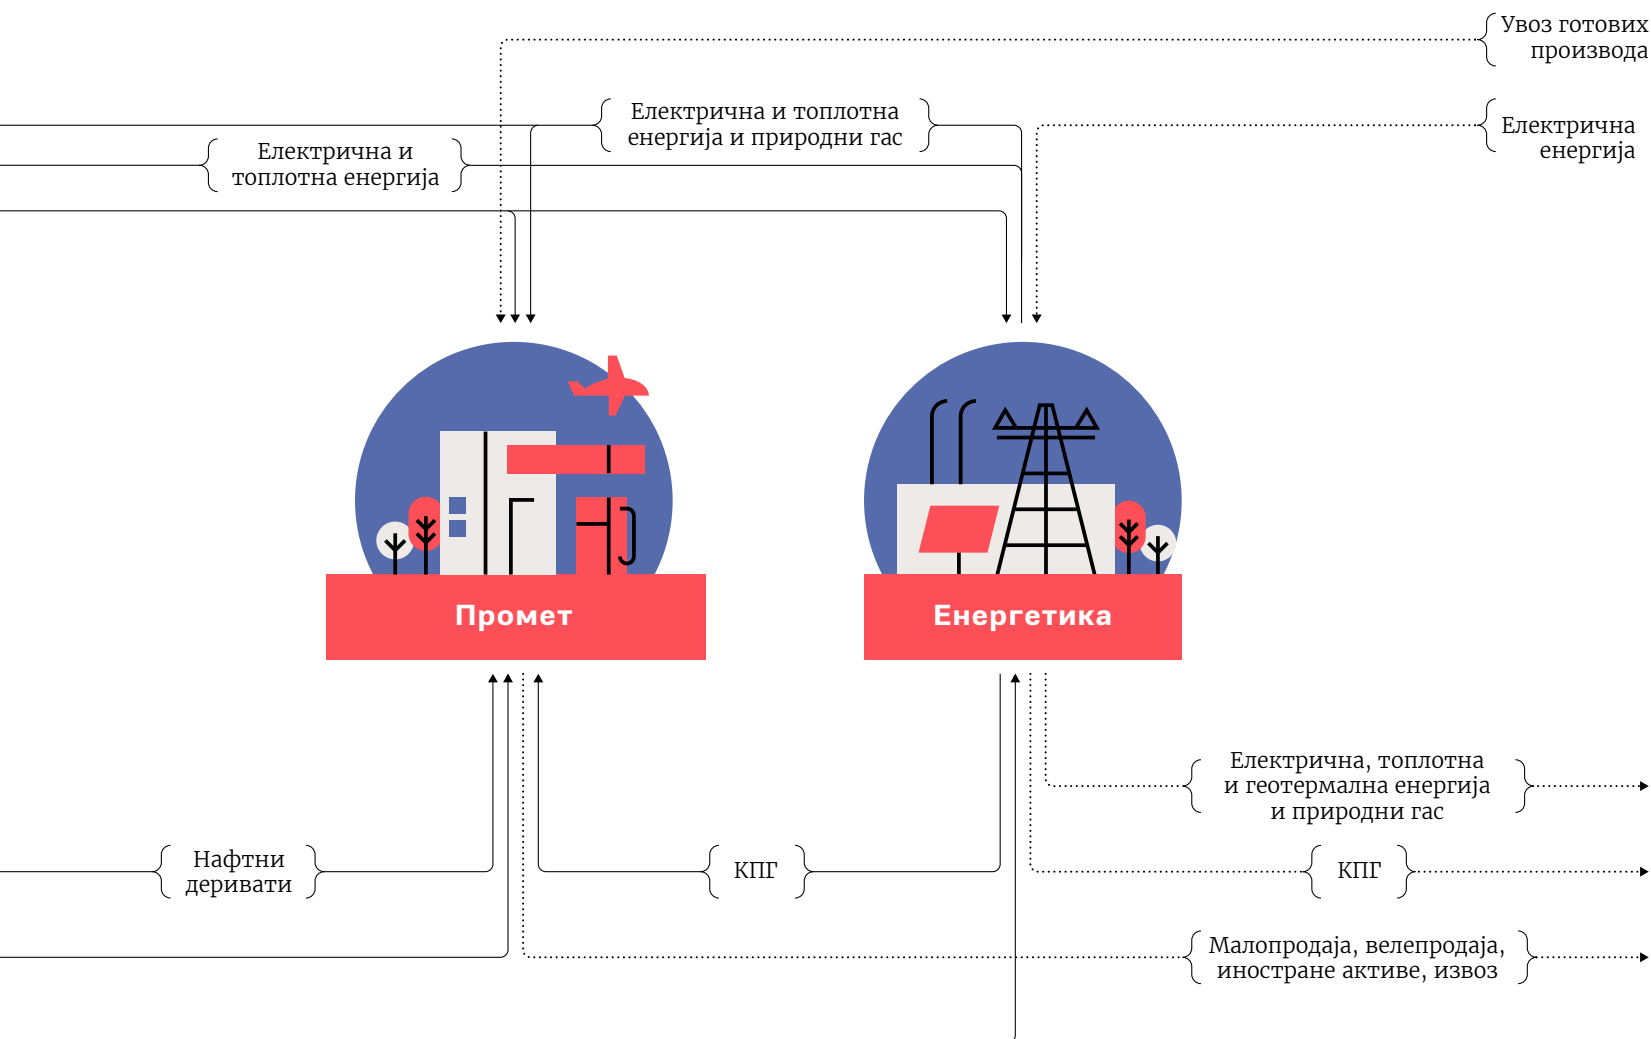 Увоз готових
производа
Електрична и топлотна
енергија и природни гас
Електрична
енергија
Електрична и
топлотна енергија
Промет
Енергетика
Електрична, топлотна
и геотермална енергија
и природни гас
Нафтни
деривати
КПГ
КПГ
Малопродаја, велепродаја,
иностране активе, извоз